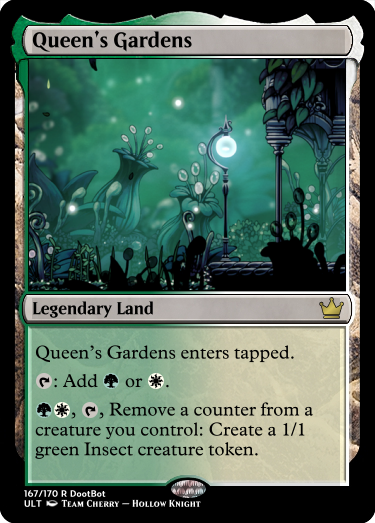 Queen's Gardens
Legendary Land
Queen's Gardens enters tapped.
: Add or .
, , Remove a counter from a
creature you control: Create a 1/1
green Insect creature token.
167/170 R DootBot
ULT Team Cherry – Hollow Knight